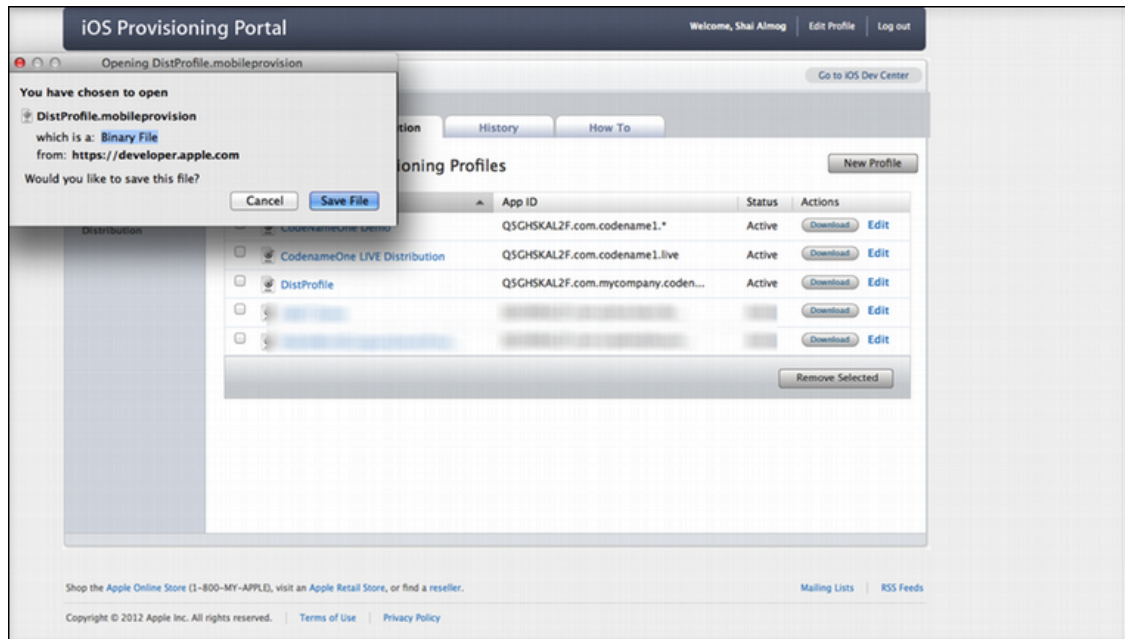 iOS Provisioning Portal
Welcome, Shai Almog Edit Profile Log out
Opening DistProfile.mobileprovision
Go to iOS Dev Center
You have chosen to open
DistProfile.mobileprovision
which is a: Binary File
from: https://developer.apple.com
Would you like to save this file?
Cancel Save File
History How To
Profiles
New Profile
App ID Status Actions
CodeNameOne Demo Q5GHSKAL2F.com.codename1.* Active Download Edit
Distribution
CodenameOne LIVE Distribution Q5GHSKAL2F.com.codename1.live Active Download Edit
DistProfile Q5GHSKAL2F.com.mycompany.coden... Active Download Edit
Download Edit
Download Edit
Remove Selected
Shop the Apple Online Store (1-800-MY-APPLE), visit an Apple Retail Store, or find a reseller.
Mailing Lists RSS Feeds
Copyright © 2012 Apple Inc. All rights reserved. Terms of Use Privacy Policy